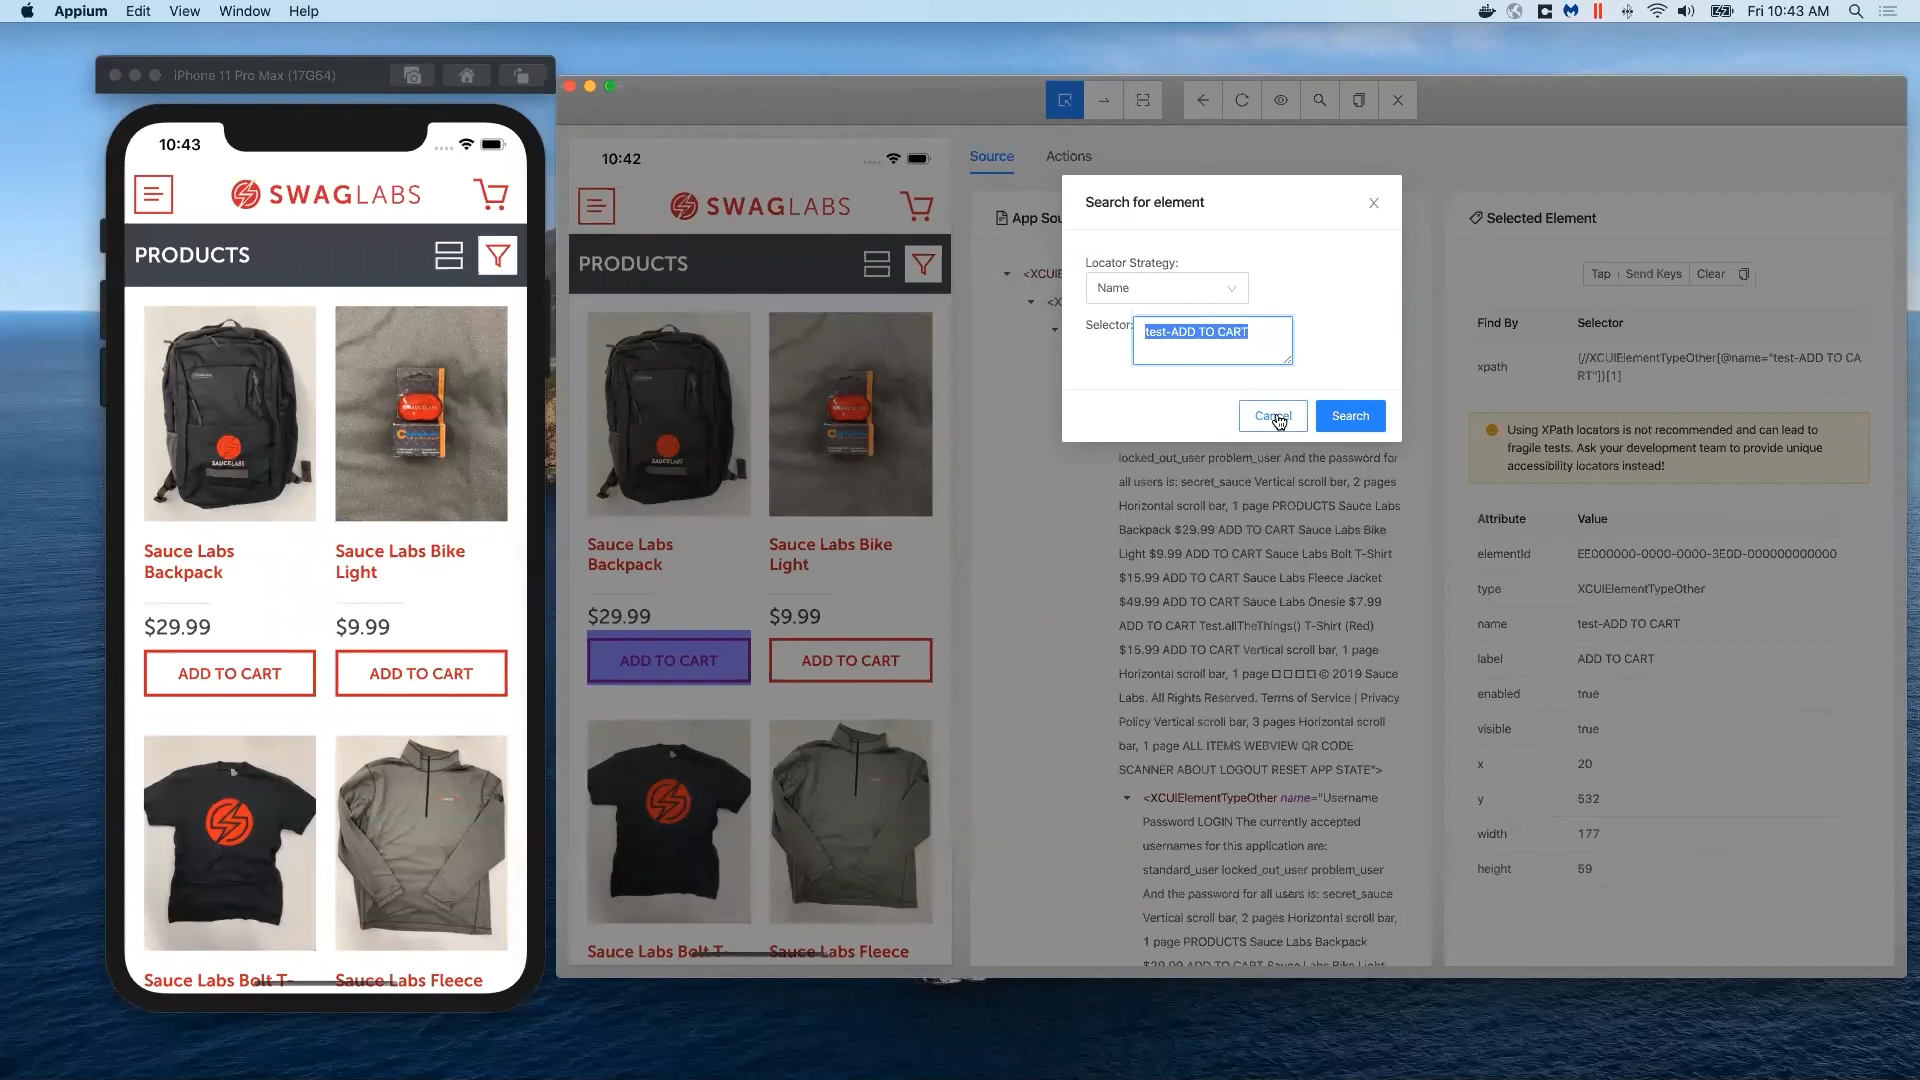 Appium Edit View Window Help
Fri 10:43 AM
iPhone 11 Pro Max (17G64)
10:43
SWAGLABS
PRODUCTS
SAUCELABS
Sauce Labs
Backpack
Sauce Labs Bike
Light
$29.99
$9.99
ADD TO CART
ADD TO CART
Sauce Labs Bolt T-
Sauce Labs Fleece
10:42
SWAGLABS
PRODUCTS
SAUCELABS
Sauce Labs
Backpack
Sauce Labs Bike
Light
$29.99
$9.99
ADD TO CART
ADD TO CART
Sauce Labs Bolt T-
Sauce Labs Fleece
Source Actions
App Sou
<XCUIE
<X
Search for element
Locator Strategy:
Name
Selector:
test-ADD TO CART
Cancel
Search
locked_out_user problem_user And the password for
all users is: secret_sauce Vertical scroll bar, 2 pages
Horizontal scroll bar, 1 page PRODUCTS Sauce Labs
Backpack $29.99 ADD TO CART Sauce Labs Bike
Light $9.99 ADD TO CART Sauce Labs Bolt T-Shirt
$15.99 ADD TO CART Sauce Labs Fleece Jacket
$49.99 ADD TO CART Sauce Labs Onesie $7.99
ADD TO CART Test.allTheThings() T-Shirt (Red)
$15.99 ADD TO CART Vertical scroll bar, 1 page
Horizontal scroll bar, 1 page □□□□ © 2019 Sauce
Labs. All Rights Reserved. Terms of Service | Privacy
Policy Vertical scroll bar, 3 pages Horizontal scroll
bar, 1 page ALL ITEMS WEBVIEW QR CODE
SCANNER ABOUT LOGOUT RESET APP STATE">
<XCUIElementTypeOther name="Username
Password LOGIN The currently accepted
usernames for this application are:
standard_user locked_out_user problem_user
And the password for all users is: secret_sauce
Vertical scroll bar, 2 pages Horizontal scroll bar,
1 page PRODUCTS Sauce Labs Backpack
$29.99 ADD TO CART Sauce Labs Bike Light
Selected Element
Tap Send Keys Clear
Find By Selector
xpath (//XCUIElementTypeOther[@name="test-ADD TO CA
RT"])[1]
Using XPath locators is not recommended and can lead to
fragile tests. Ask your development team to provide unique
accessibility locators instead!
Attribute Value
elementId EE000000-0000-0000-3E0D-000000000000
type XCUIElementTypeOther
name test-ADD TO CART
label ADD TO CART
enabled true
visible true
x 20
y 532
width 177
height 59